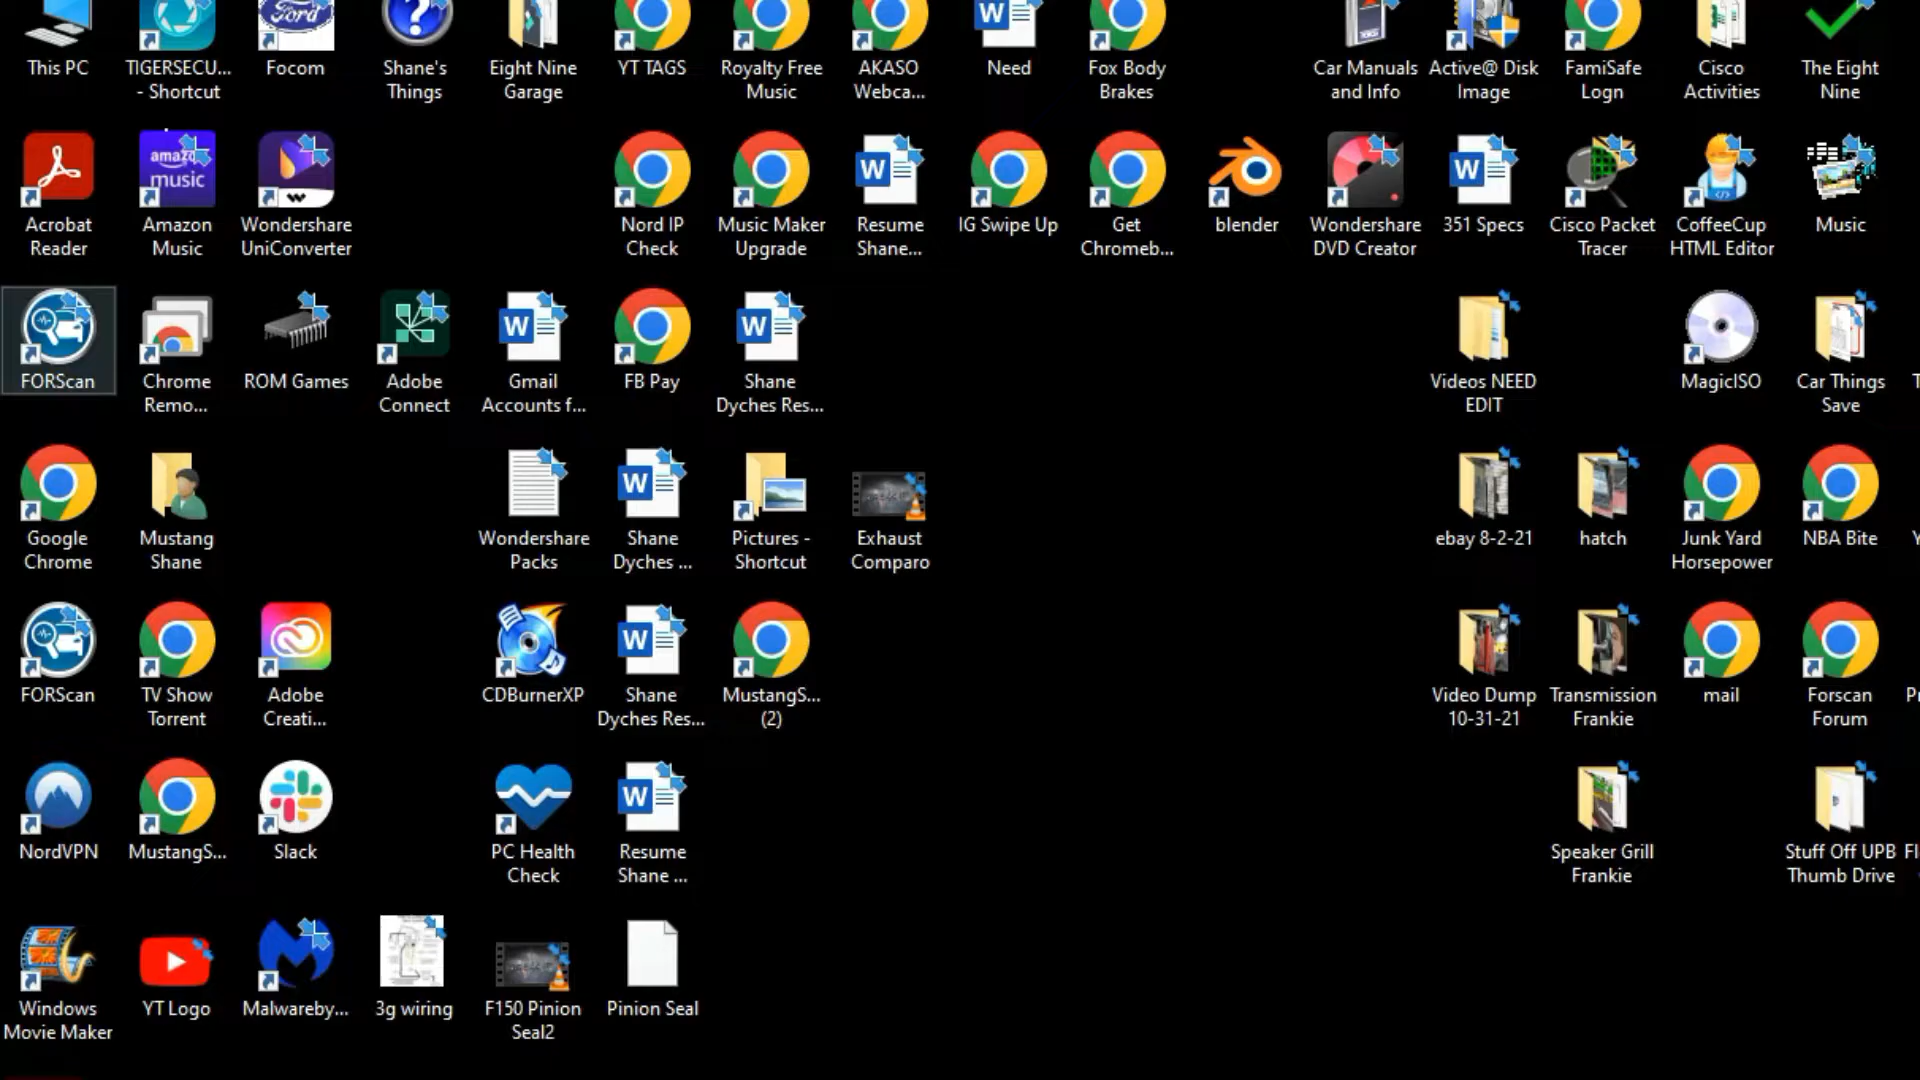 This PC
TIGERSECU...
- Shortcut
Focom
Shane's
Things
Eight Nine
Garage
YT TAGS
Royalty Free
Music
AKASO
Webca...
Need
Fox Body
Brakes
Car Manuals
and Info
Active@ Disk
Image
FamiSafe
Logn
Cisco
Activities
The Eight
Nine
Ford
Acrobat
Reader
amazon
music
Amazon
Music
Wondershare
UniConverter
Nord IP
Check
Music Maker
Upgrade
Resume
Shane...
IG Swipe Up
Get
Chromeb...
blender
Wondershare
DVD Creator
351 Specs
Cisco Packet
Tracer
CoffeeCup
HTML Editor
Music
FORScan
Chrome
Remo...
ROM Games
Adobe
Connect
Gmail
Accounts f...
FB Pay
Shane
Dyches Res...
Videos NEED
EDIT
MagicISO
Car Things
Save
Google
Chrome
Mustang
Shane
Wondershare
Packs
Shane
Dyches ...
Pictures -
Shortcut
Exhaust
Comparo
ebay 8-2-21
hatch
Junk Yard
Horsepower
NBA Bite
FORScan
TV Show
Torrent
Adobe
Creati...
CDBurnerXP
Shane
Dyches Res...
MustangS...
(2)
Video Dump
10-31-21
Transmission
Frankie
mail
Forscan
Forum
NordVPN
MustangS...
Slack
PC Health
Check
Resume
Shane ...
Speaker Grill
Frankie
Stuff Off UPB
Thumb Drive
Windows
Movie Maker
YT Logo
Malwareby...
3g wiring
F150 Pinion
Seal2
Pinion Seal